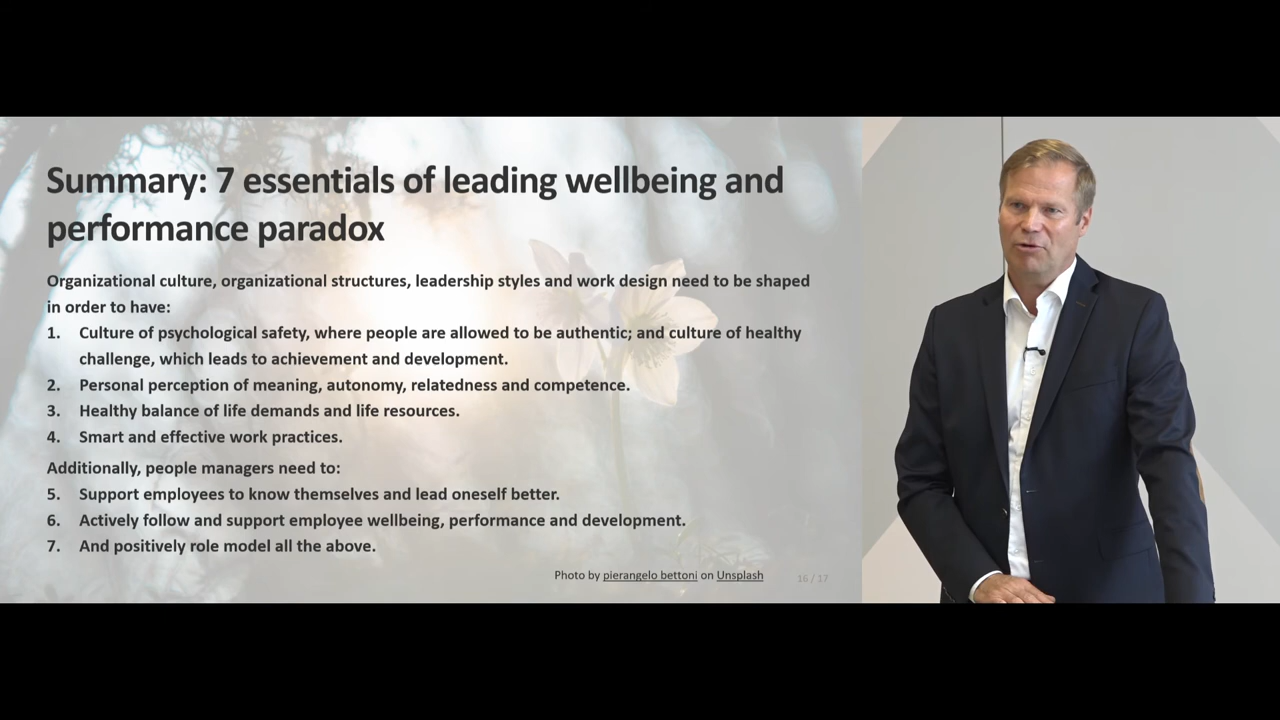 Summary: 7 essentials of leading wellbeing and
performance paradox
Organizational culture, organizational structures, leadership styles and work design need to be shaped
in order to have:
1. Culture of psychological safety, where people are allowed to be authentic; and culture of healthy
challenge, which leads to achievement and development.
2. Personal perception of meaning, autonomy, relatedness and competence.
3. Healthy balance of life demands and life resources.
4. Smart and effective work practices.
Additionally, people managers need to:
5. Support employees to know themselves and lead oneself better.
6. Actively follow and support employee wellbeing, performance and development.
7. And positively role model all the above.
Photo by pierangelo bettoni on Unsplash
16 / 17